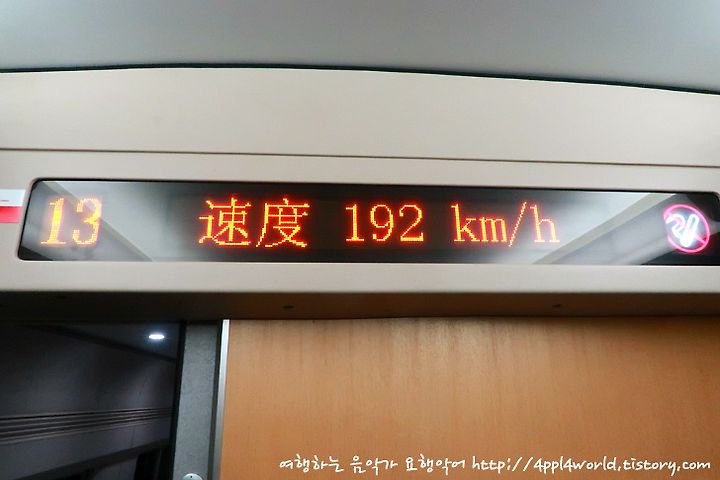 13 速度 192 km/h
여행하는 음악가 요행악어 http://4ppl4world.tistory.com